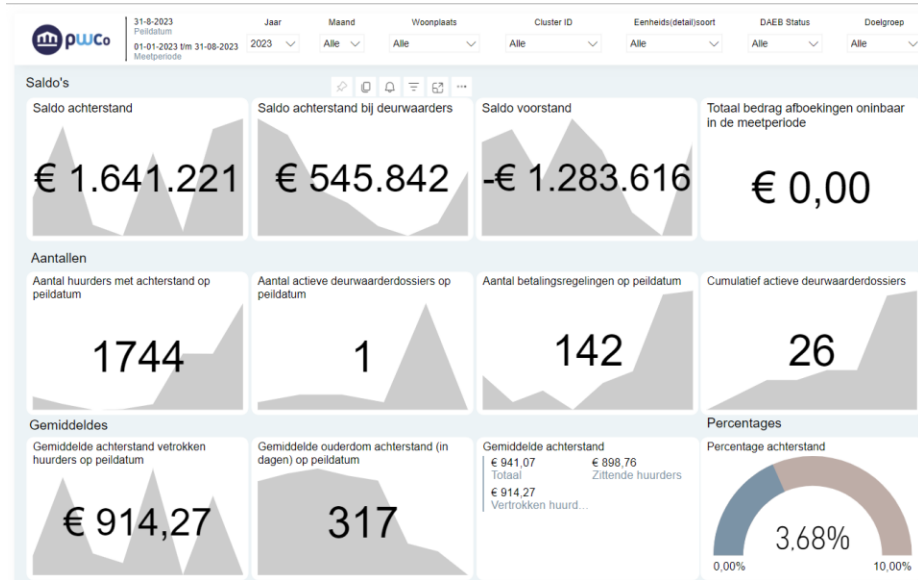 pwCo
31-8-2023
Peildatum
01-01-2023 t/m 31-08-2023
Meetperiode
Jaar
2023
Maand
Alle
Woonplaats
Alle
Cluster ID
Alle
Eenheids(detail)soort
Alle
DAEB Status
Alle
Doelgroep
Alle
Saldo's
Saldo achterstand
€ 1.641.221
Saldo achterstand bij deurwaarders
€ 545.842
Saldo voorstand
-€ 1.283.616
Totaal bedrag afboekingen oninbaar
in de meetperiode
€ 0,00
Aantallen
Aantal huurders met achterstand op
peildatum
1744
Aantal actieve deurwaarderdossiers op
peildatum
1
Aantal betalingsregelingen op peildatum
142
Cumulatief actieve deurwaarderdossiers
26
Gemiddeldes
Gemiddelde achterstand vetrokken
huurders op peildatum
€ 914,27
Gemiddelde ouderdom achterstand (in
dagen) op peildatum
317
Gemiddelde achterstand
€ 941,07
Totaal
€ 898,76
Zittende huurders
€ 914,27
Vertrokken huurd...
Percentages
Percentage achterstand
3,68%
0,00%
10,00%